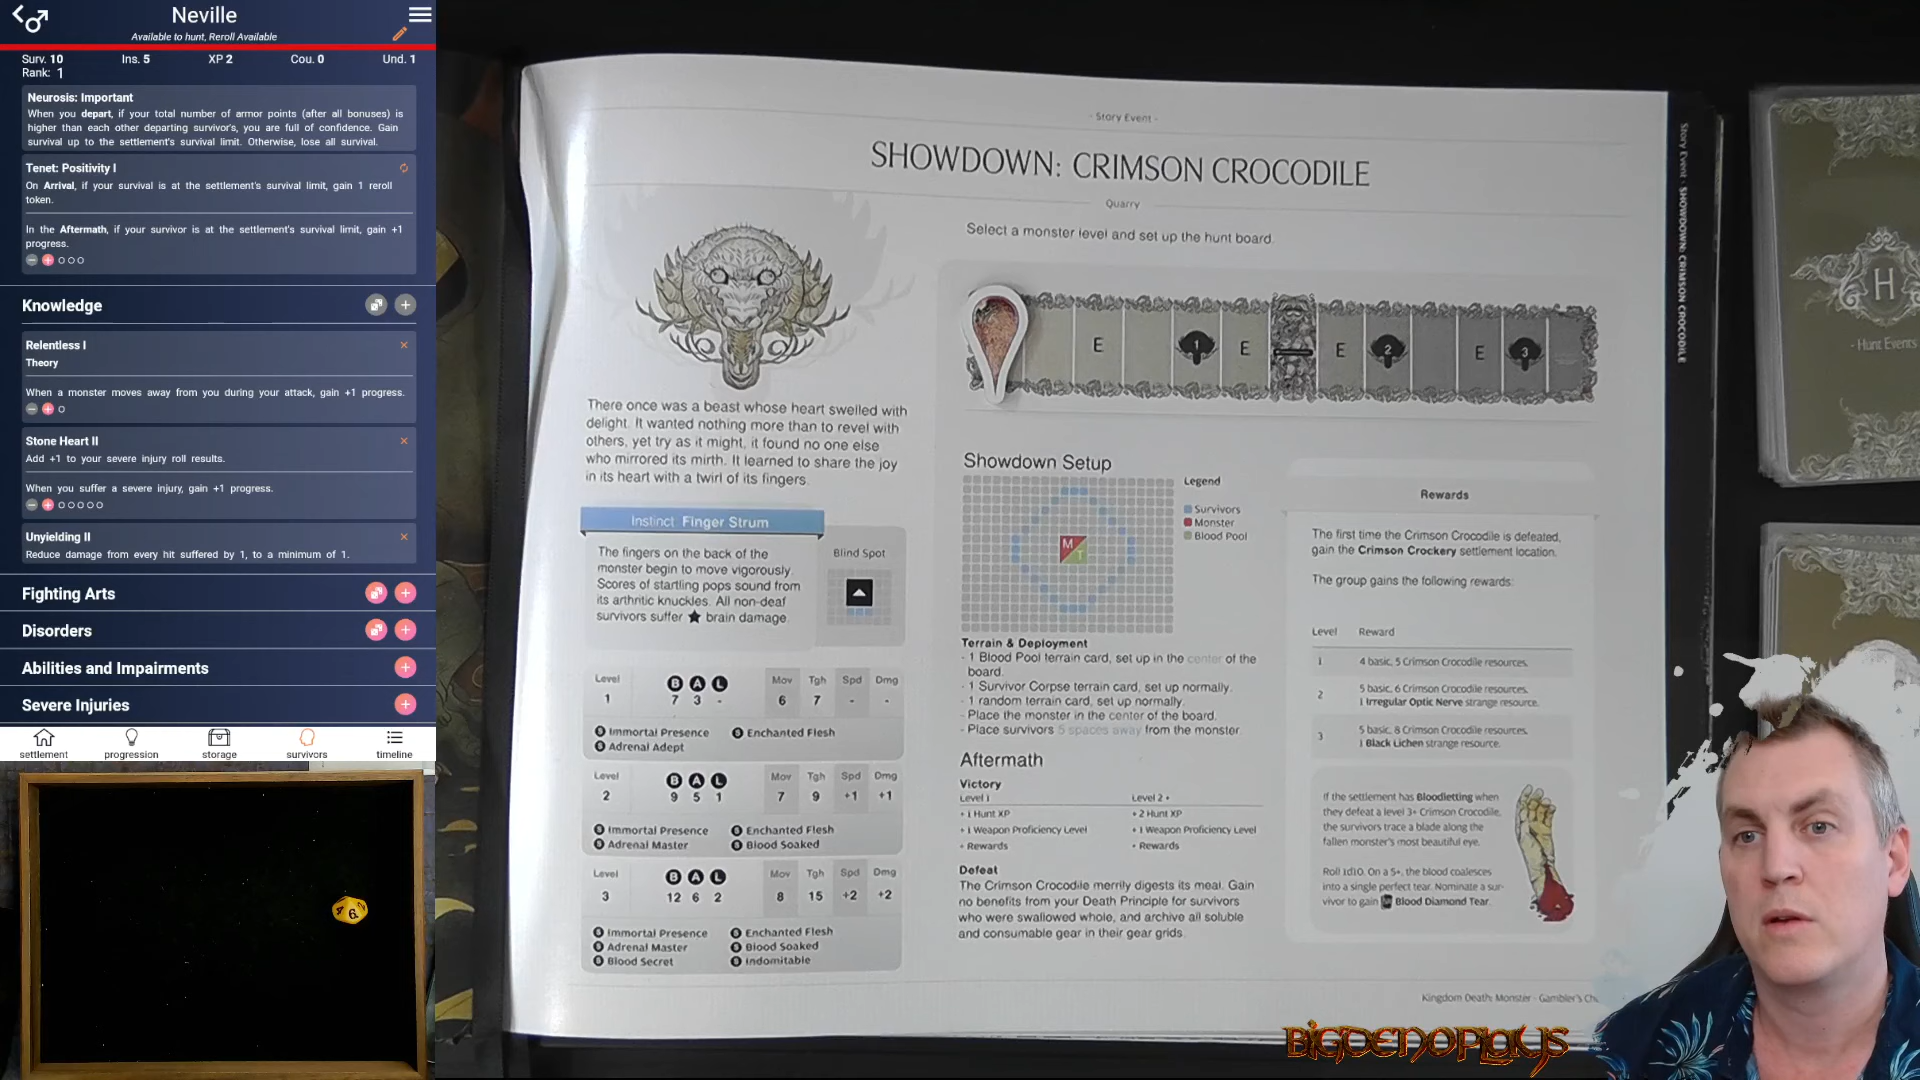 Neville
Available to hunt, Reroll Available
Surv. 10 Ins. 5 XP 2 Cou. 0 Und. 1
Rank: 1
Neurosis: Important
When you depart, if your total number of armor points (after all bonuses) is
higher than each other departing survivor's, you are full of confidence. Gain
survival up to the settlement's survival limit. Otherwise, lose all survival.
Tenet: Positivity I
On Arrival, if your survival is at the settlement's survival limit, gain 1 reroll
token.
In the Aftermath, if your survivor is at the settlement's survival limit, gain +1
progress.
Knowledge
Relentless I
Theory
When a monster moves away from you during your attack, gain +1 progress.
Stone Heart II
Add +1 to your severe injury roll results.
When you suffer a severe injury, gain +1 progress.
Unyielding II
Reduce damage from every hit suffered by 1, to a minimum of 1.
Fighting Arts
Disorders
Abilities and Impairments
Severe Injuries
settlement progression storage survivors timeline
4 6. 2
- Story Event -
SHOWDOWN: CRIMSON CROCODILE
Quarry
Select a monster level and set up the hunt board.
E 1 E E 2 E 3
There once was a beast whose heart swelled with
delight. It wanted nothing more than to revel with
others, yet try as it might, it found no one else
who mirrored its mirth. It learned to share the joy
in its heart with a twirl of its fingers.
Instinct Finger Strum
The fingers on the back of the
monster begin to move vigorously.
Scores of startling pops sound from
its arthritic knuckles. All non-deaf
survivors suffer ★ brain damage.
Blind Spot
Level B A L Mov Tgh Spd Dmg
1 7 3 - 6 7 - -
Immortal Presence Enchanted Flesh
Adrenal Adept
Level B A L Mov Tgh Spd Dmg
2 9 5 1 7 9 +1 +1
Immortal Presence Enchanted Flesh
Adrenal Master Blood Soaked
Level B A L Mov Tgh Spd Dmg
3 12 6 2 8 15 +2 +2
Immortal Presence Enchanted Flesh
Adrenal Master Blood Soaked
Blood Secret Indomitable
Showdown Setup
M T
Legend
Survivors
Monster
Blood Pool
Terrain & Deployment
- 1 Blood Pool terrain card, set up in the center of the
board.
- 1 Survivor Corpse terrain card, set up normally.
- 1 random terrain card, set up normally.
- Place the monster in the center of the board.
- Place survivors 5 spaces away from the monster.
Aftermath
Victory
Level 1 Level 2+
+1 Hunt XP +2 Hunt XP
+1 Weapon Proficiency Level +1 Weapon Proficiency Level
+ Rewards + Rewards
Defeat
The Crimson Crocodile merrily digests its meal. Gain
no benefits from your Death Principle for survivors
who were swallowed whole, and archive all soluble
and consumable gear in their gear grids.
Rewards
The first time the Crimson Crocodile is defeated,
gain the Crimson Crockery settlement location.
The group gains the following rewards:
Level Reward
1 4 basic, 5 Crimson Crocodile resources.
2 5 basic, 6 Crimson Crocodile resources.
1 Irregular Optic Nerve strange resource.
3 5 basic, 8 Crimson Crocodile resources.
1 Black Lichen strange resource.
If the settlement has Bloodletting when
they defeat a level 3+ Crimson Crocodile,
the survivors trace a blade along the
fallen monster's most beautiful eye.
Roll 1d10. On a 5+, the blood coalesces
into a single perfect tear. Nominate a sur-
vivor to gain Blood Diamond Tear.
Kingdom Death: Monster - Gambler's Ch
Story Event - SHOWDOWN: CRIMSON CROCODILE
H
- Hunt Events
BIGDENOPLAYS